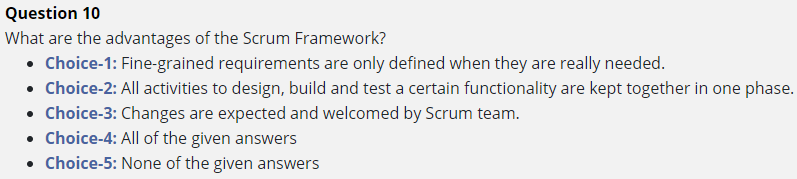 Question 10
What are the advantages of the Scrum Framework?
• Choice-1: Fine-grained requirements are only defined when they are really needed.
• Choice-2: All activities to design, build and test a certain functionality are kept together in one phase.
• Choice-3: Changes are expected and welcomed by Scrum team.
• Choice-4: All of the given answers
• Choice-5: None of the given answers